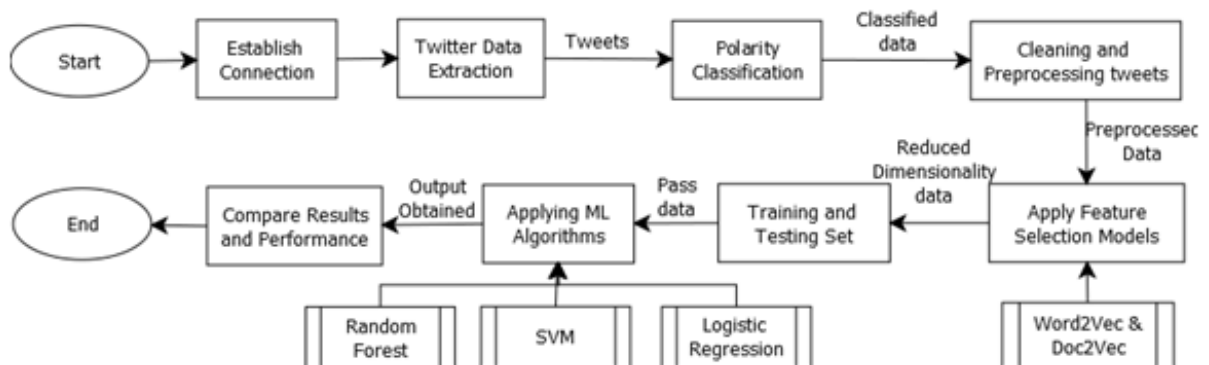 Start
Establish
Connection
Twitter Data
Extraction
Tweets
Polarity
Classification
Classified
data
Cleaning and
Preprocessing tweets
Preprocessed
Data
Apply Feature
Selection Models
Word2Vec &
Doc2Vec
Reduced
Dimensionality
data
Training and
Testing Set
Pass
data
Applying ML
Algorithms
Random
Forest
SVM
Logistic
Regression
Output
Obtained
Compare Results
and Performance
End